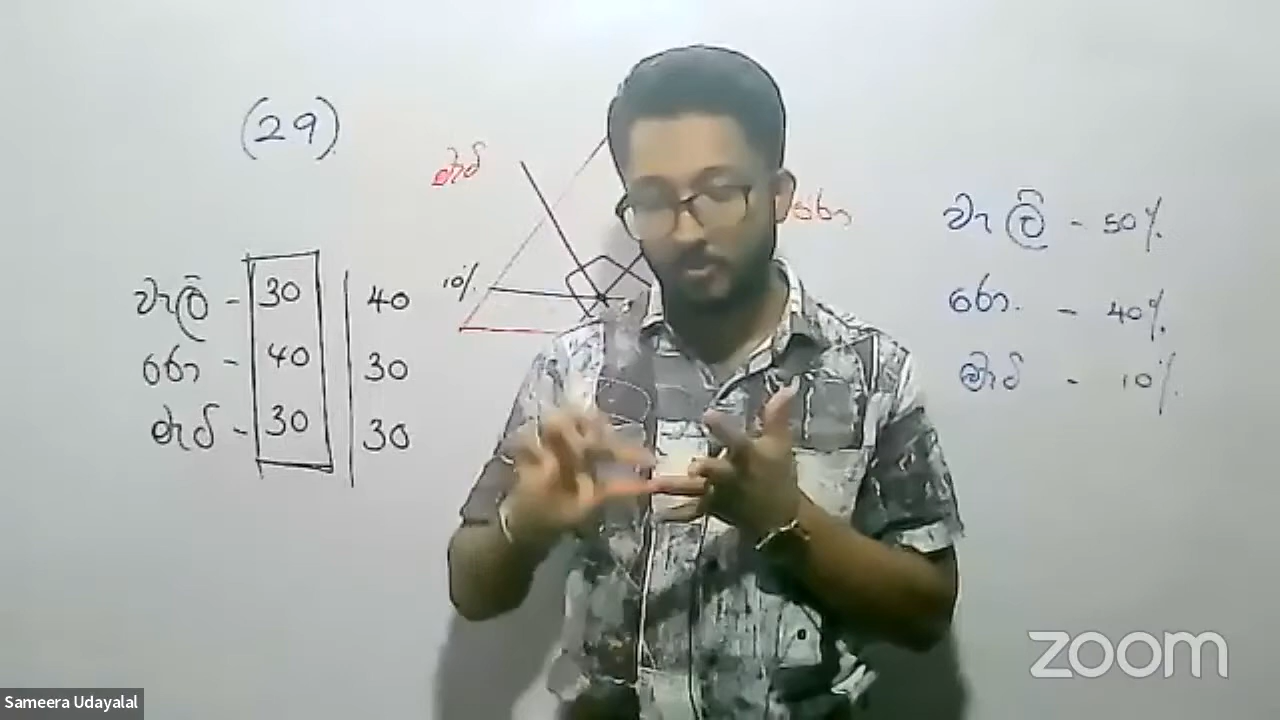 (29)
මැටි
රොන
10%
වැලි - 30 | 40
රොන - 40 | 30
මැටි - 30 | 30
වැලි - 50%
රොන - 40%
මැටි - 10%
zoom
Sameera Udayalal